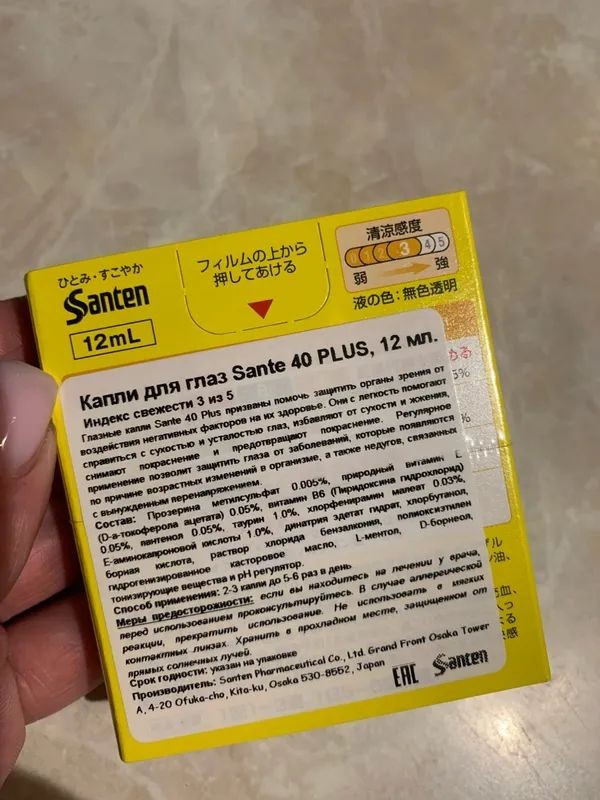 ひとみ・すこやか
Santen
12mL
フィルムの上から
押してあける
清涼感度
0 1 2 3 4 5
弱 強
液の色:無色透明
Капли для глаз Sante 40 PLUS, 12 мл.
Индекс свежести 3 из 5
Глазные капли Sante 40 Plus призваны помочь защитить органы зрения от
воздействия негативных факторов на их здоровье. Они с легкость помогают
справиться с сухостью и усталостью глаз, избавляют от сухости и жжения,
снимают покраснение и предотвращают покраснение. Регулярное
применение позволит защитить глаза от заболеваний, которые появляются
по причине возрастных изменений в организме, а также недугов, связанных
с вынужденным перенапряжением.
Состав: Прозерина метилсульфат 0.005%, природный витамин E
(D-a-токоферола ацетата) 0.05%, витамин B6 (Пиридоксина гидрохлорид)
0.05%, пантенол 0.05%, таурин 1.0%, хлорфенирамин малеат 0.03%,
E-аминокапроновой кислоты 1.0%, динатрия эдетат гидрат, хлорбутанол,
борная кислота, раствор хлорида бензалкония, полиоксиэтилен
гидрогенизированное касторовое масло, L-ментол, D-борнеол,
тонизирующие вещества и pH регулятор.
Способ применения: 2-3 капли до 5-6 раз в день.
Меры предосторожности: если вы находитесь на лечении у врача,
перед использованием проконсультируйтесь. В случае аллергической
реакции, прекратить использование. Не использовать в мягких
контактных линзах. Хранить в прохладном месте, защищенном от
прямых солнечных лучей.
Срок годности: указан на упаковке
Производитель: Santen Pharmaceutical Co., Ltd. Grand Front Osaka Tower
A, 4-20 Ofuka-cho, Kita-ku, Osaka 530-8552, Japan
EAC Santen